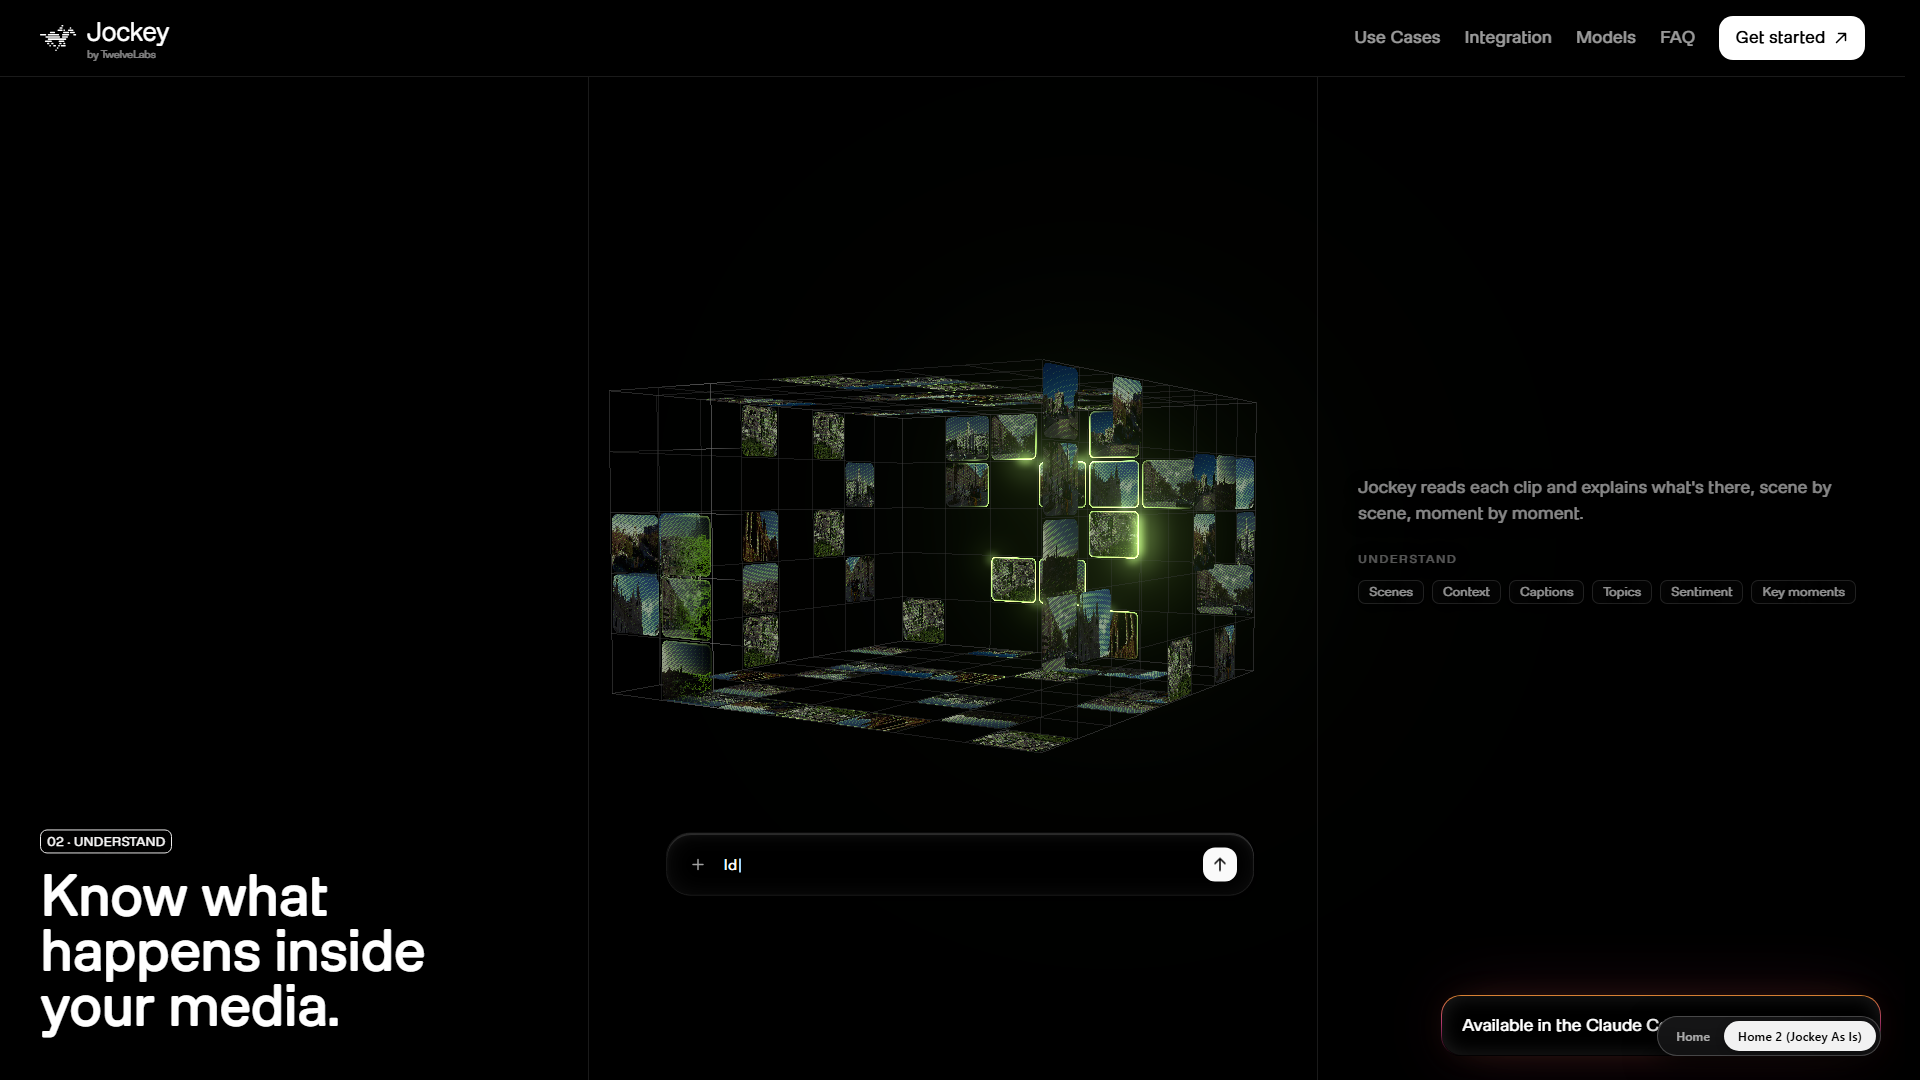 Jockey
by TwelveLabs
Use Cases
Integration
Models
FAQ
Get started
Jockey reads each clip and explains what's there, scene by
scene, moment by moment.
UNDERSTAND
Scenes
Context
Captions
Topics
Sentiment
Key moments
02 · UNDERSTAND
Know what
happens inside
your media.
Id
Available in the Claude
Home
Home 2 (Jockey As Is)